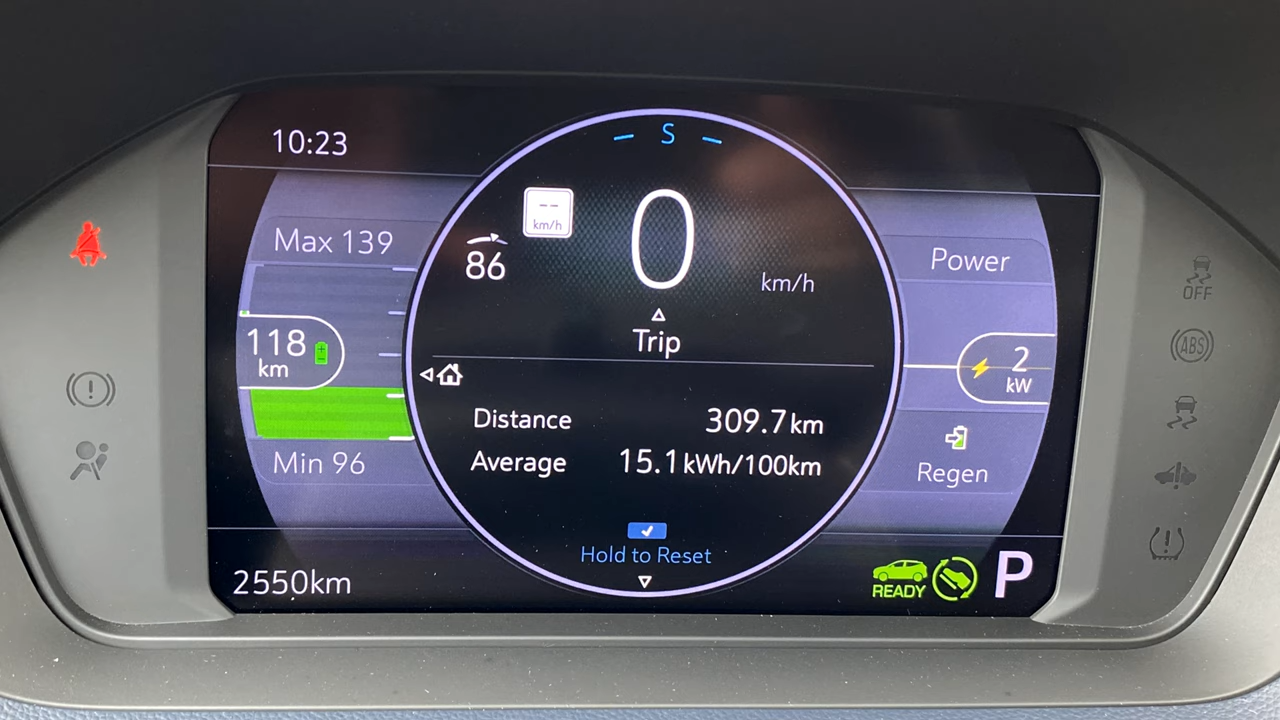 10:23
S
Max 139
118
km
Min 96
2550km
--
km/h
86
0
km/h
Trip
Distance 309.7 km
Average 15.1 kWh/100km
Hold to Reset
Power
2
kW
Regen
READY
P
OFF
ABS